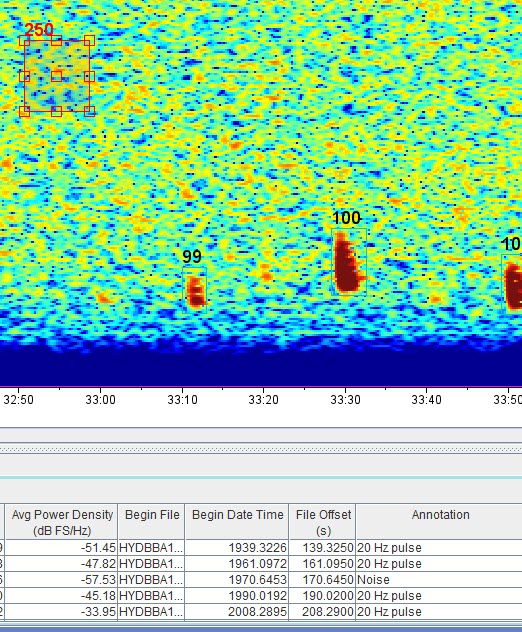 250
100
99
10
32:50 33:00 33:10 33:20 33:30 33:40 33:50
Avg Power Density Begin File Begin Date Time File Offset Annotation
(dB FS/Hz) (s)
-51.45 HYDBBA1... 1939.3226 139.3250 20 Hz pulse
-47.82 HYDBBA1... 1961.0972 161.0950 20 Hz pulse
-57.53 HYDBBA1... 1970.6453 170.6450 Noise
-45.18 HYDBBA1... 1990.0192 190.0200 20 Hz pulse
-33.95 HYDBBA1... 2008.2895 208.2900 20 Hz pulse